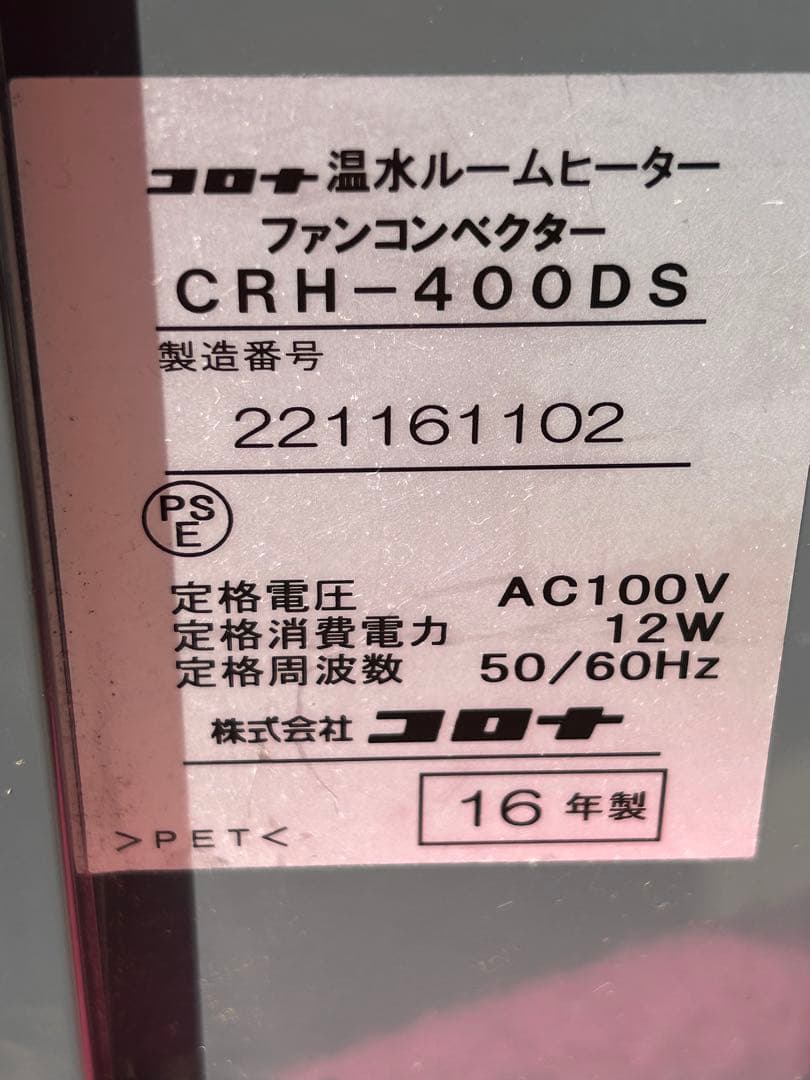 コロナ温水ルームヒーター
ファンコンベクター
CRH-400DS
製造番号
221161102
PS
E
定格電圧 AC100V
定格消費電力 12W
定格周波数 50/60Hz
株式会社 コロナ
16年製
>PET<